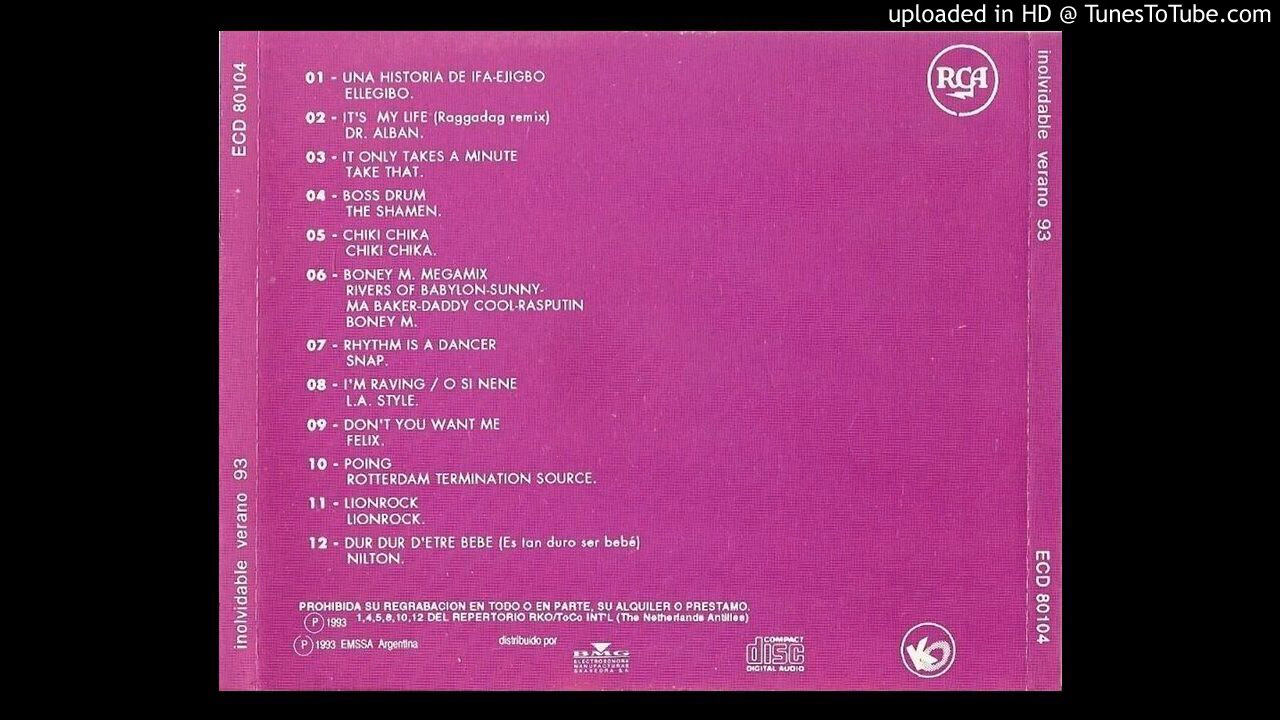 uploaded in HD @ TunesToTube.com
ECD 80104
inolvidable verano 93
01 - UNA HISTORIA DE IFA-EJIGBO
ELLEGIBO.
02 - IT'S MY LIFE (Raggadag remix)
DR. ALBAN.
03 - IT ONLY TAKES A MINUTE
TAKE THAT.
04 - BOSS DRUM
THE SHAMEN.
05 - CHIKI CHIKA
CHIKI CHIKA.
06 - BONEY M. MEGAMIX
RIVERS OF BABYLON-SUNNY-
MA BAKER-DADDY COOL-RASPUTIN
BONEY M.
07 - RHYTHM IS A DANCER
SNAP.
08 - I'M RAVING / O SI NENE
L.A. STYLE.
09 - DON'T YOU WANT ME
FELIX.
10 - POING
ROTTERDAM TERMINATION SOURCE.
11 - LIONROCK
LIONROCK.
12 - DUR DUR D'ETRE BEBE (Es tan duro ser bebé)
NILTON.
PROHIBIDA SU REGRABACION EN TODO O EN PARTE, SU ALQUILER O PRESTAMO.
Ⓟ 1993 1,4,5,8,10,12 DEL REPERTORIO RKO/ToCo INT'L (The Netherlands Antilles)
Ⓟ 1993 EMSSA Argentina
distribuido por
BMG
ELECTROSONORA
MANUFACTURAS
COMPACT
disc
DIGITAL AUDIO
RCA
inolvidable verano 93
ECD 80104